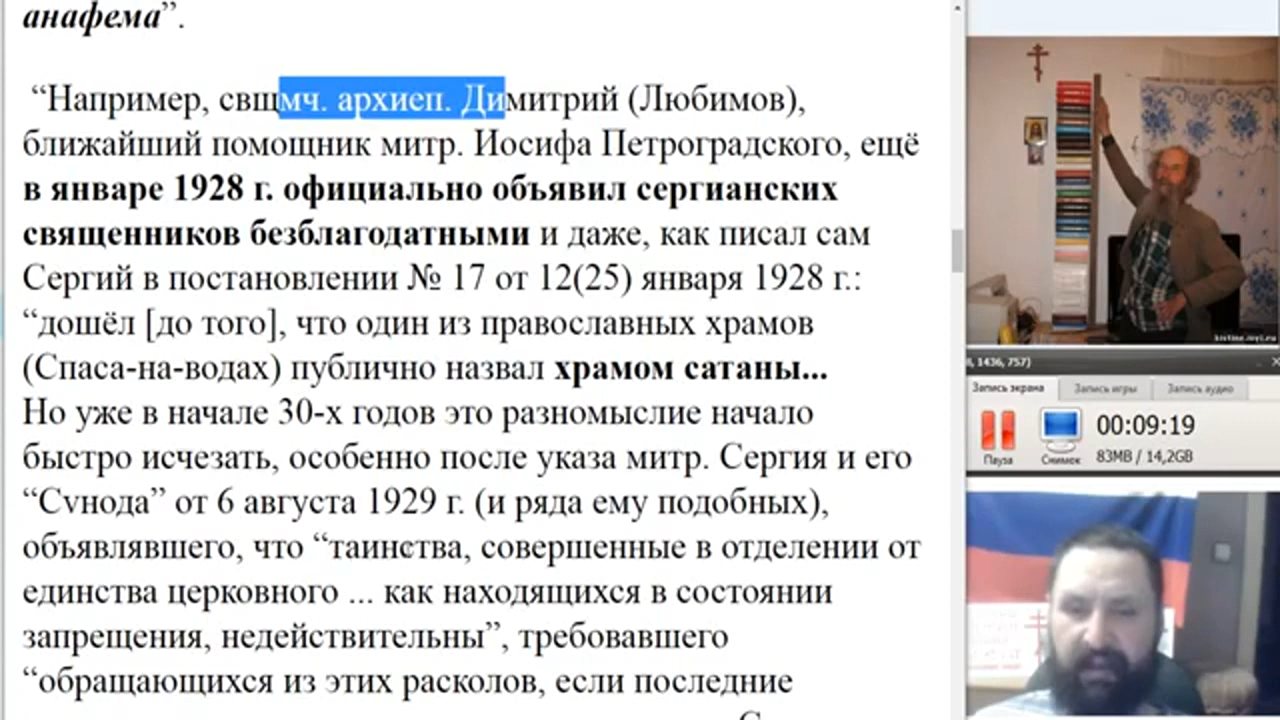 анафема”.
“Например, свщмч. архиеп. Димитрий (Любимов),
ближайший помощник митр. Иосифа Петроградского, ещё
в январе 1928 г. официально объявил сергианских
священников безблагодатными и даже, как писал сам
Сергий в постановлении № 17 от 12(25) января 1928 г.:
“дошёл [до того], что один из православных храмов
(Спаса-на-водах) публично назвал храмом сатаны...
Но уже в начале 30-х годов это разномыслие начало
быстро исчезать, особенно после указа митр. Сергия и его
“Сvнода” от 6 августа 1929 г. (и ряда ему подобных),
объявлявшего, что “таинства, совершенные в отделении от
единства церковного ... как находящихся в состоянии
запрещения, недействительны”, требовавшего
“обращающихся из этих расколов, если последние
, 1436, 757)
Запись экрана Запись игры Запись аудио
00:09:19
Пауза Снимок 83MB / 14,2GB